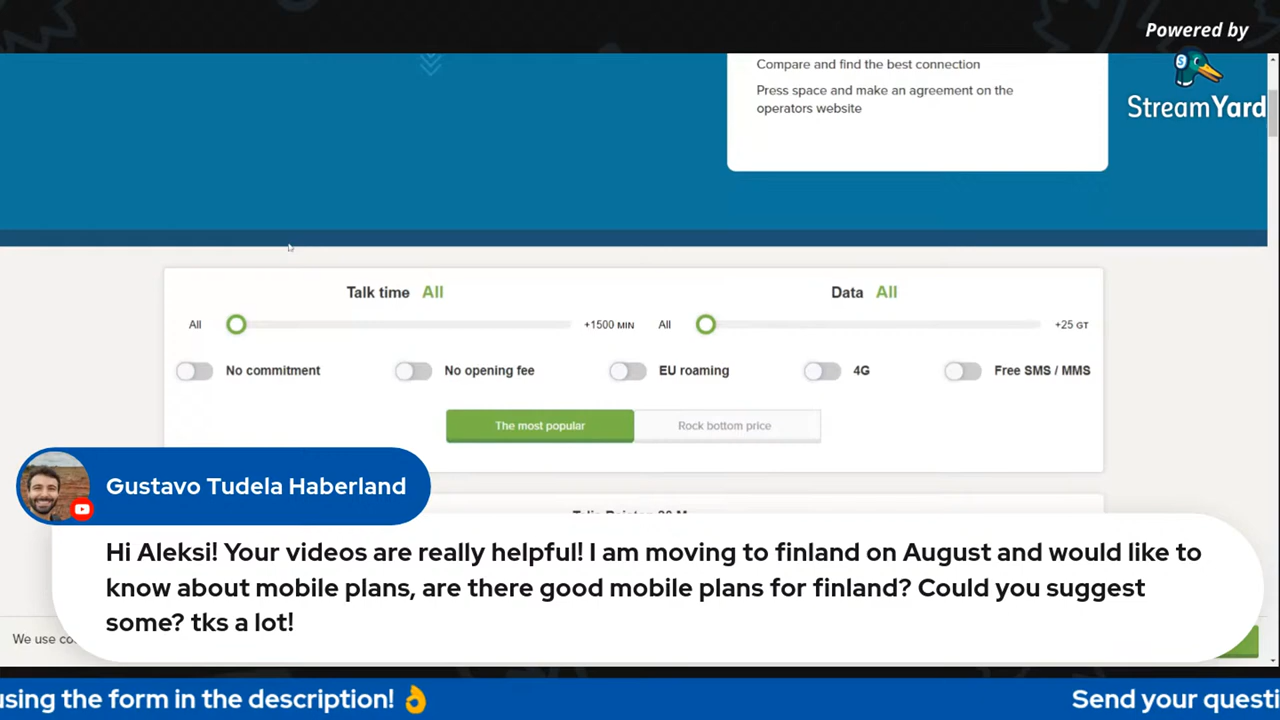 Powered by
StreamYard
Compare and find the best connection
Press space and make an agreement on the
operators website
Talk time All
Data All
All
+1500 MIN
All
+25 GT
No commitment
No opening fee
EU roaming
4G
Free SMS / MMS
The most popular
Rock bottom price
Gustavo Tudela Haberland
Hi Aleksi! Your videos are really helpful! I am moving to finland on August and would like to
know about mobile plans, are there good mobile plans for finland? Could you suggest
some? tks a lot!
We use
using the form in the description! 👌
Send your questi